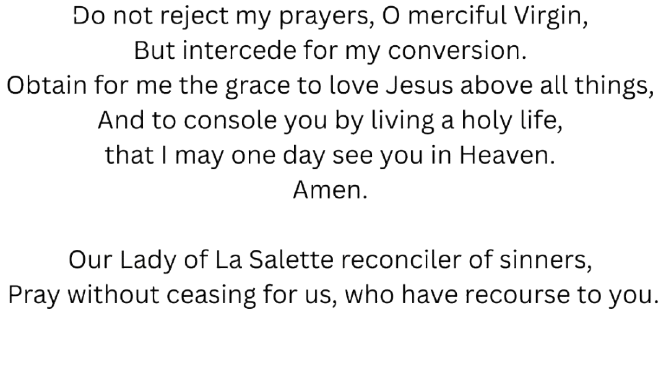 Do not reject my prayers, O merciful Virgin,
But intercede for my conversion.
Obtain for me the grace to love Jesus above all things,
And to console you by living a holy life,
that I may one day see you in Heaven.
Amen.
Our Lady of La Salette reconciler of sinners,
Pray without ceasing for us, who have recourse to you.